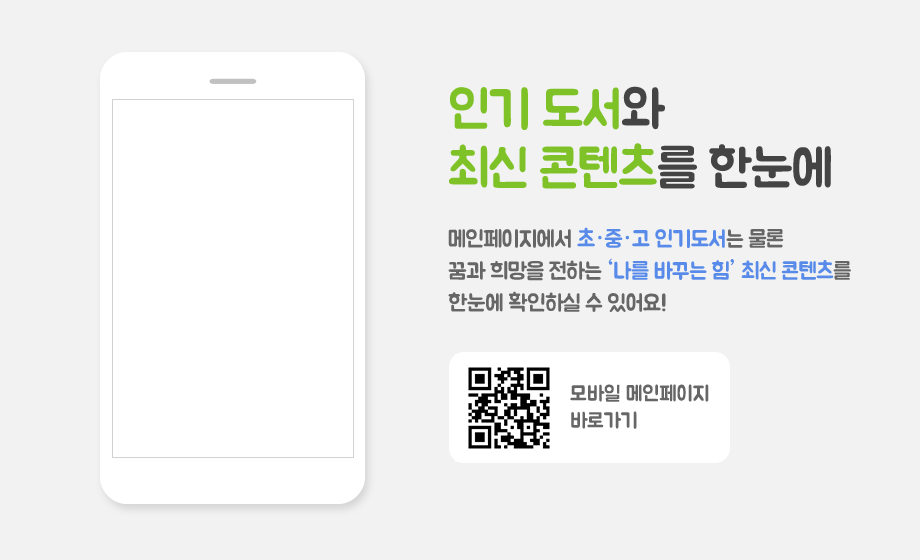 인기 도서와
최신 콘텐츠를 한눈에
메인페이지에서 초·중·고 인기도서는 물론
꿈과 희망을 전하는 ‘나를 바꾸는 힘’ 최신 콘텐츠를
한눈에 확인하실 수 있어요!
모바일 메인페이지
바로가기